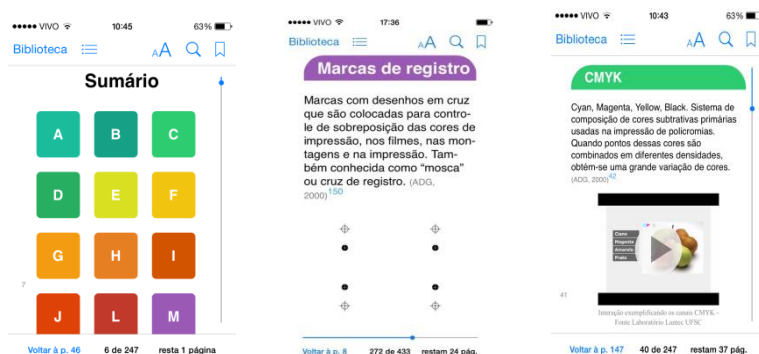 VIVO 10:45 63%
Biblioteca AA
Sumário
A B C
D E F
G H I
7
J L M
Voltar à p. 46 6 de 247 resta 1 página
VIVO 17:36
Biblioteca AA
Marcas de registro
Marcas com desenhos em cruz
que são colocadas para contro-
le de sobreposição das cores de
impressão, nos filmes, nas mon-
tagens e na impressão. Tam-
bém conhecida como “mosca”
ou cruz de registro. (ADG,
2000)150
Voltar à p. 8 272 de 433 restam 24 pág.
VIVO 10:43 63%
Biblioteca AA
CMYK
Cyan, Magenta, Yellow, Black. Sistema de
composição de cores subtrativas primárias
usadas na impressão de policromias.
Quando pontos dessas cores são
combinados em diferentes densidades,
obtém-se uma grande variação de cores.
(ADG, 2000)42
Ciano
Magenta
Amarelo
Preto
41
Interação exemplificando os canais CMYK -
Fonte Laboratório Lamec UFSC
Voltar à p. 147 40 de 247 restam 37 pág.